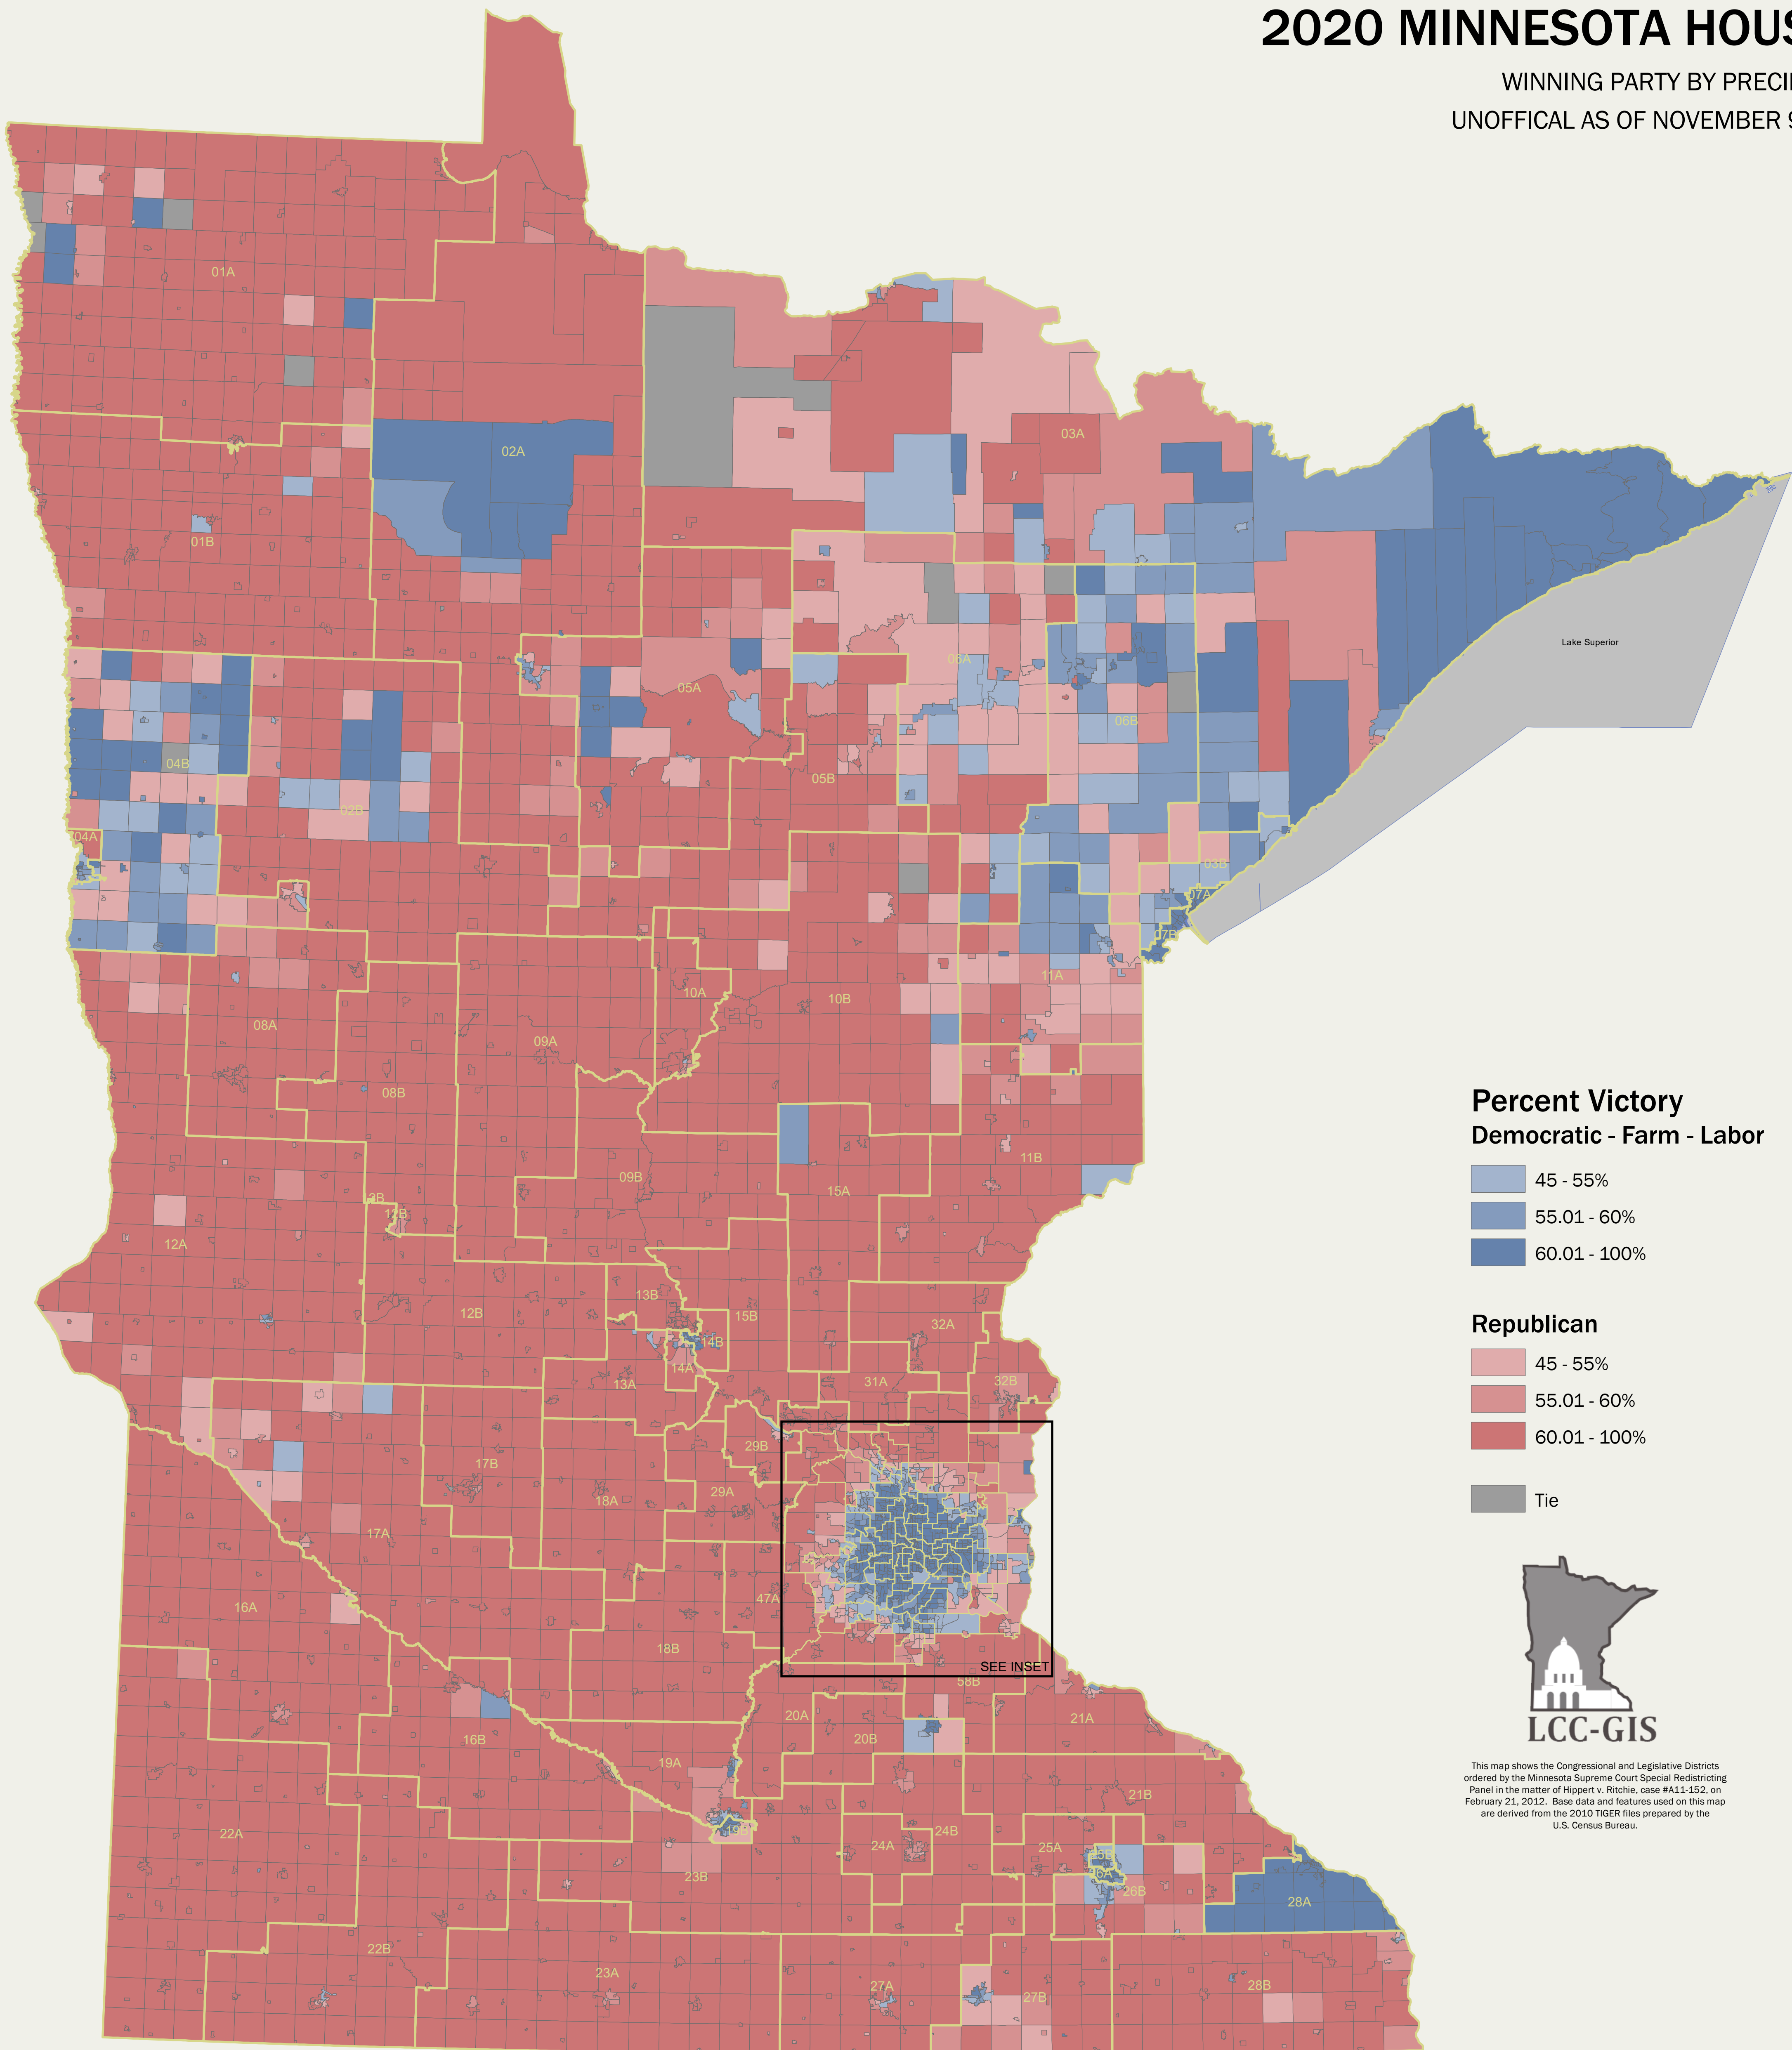 2020 MINNESOTA HOUS
WINNING PARTY BY PRECI
UNOFFICAL AS OF NOVEMBER 9
01A
02A
03A
01B
Lake Superior
06A
05A
06B
04B
05B
02B
04A
03B
07A
07B
11A
10A
10B
08A
09A
08B
11B
09B
15A
12B
12A
13B
15B
12B
32A
14B
14A
13A
31A
32B
29B
17B
29A
18A
17A
47A
16A
18B
SEE INSET
58B
20A
21A
20B
16B
19A
21B
19B
22A
24B
24A
25A
23B
26B
28A
22B
23A
27A
28B
27B
Percent Victory
Democratic - Farm - Labor
45 - 55%
55.01 - 60%
60.01 - 100%
Republican
45 - 55%
55.01 - 60%
60.01 - 100%
Tie
LCC-GIS
This map shows the Congressional and Legislative Districts
ordered by the Minnesota Supreme Court Special Redistricting
Panel in the matter of Hippert v. Ritchie, case #A11-152, on
February 21, 2012. Base data and features used on this map
are derived from the 2010 TIGER files prepared by the
U.S. Census Bureau.